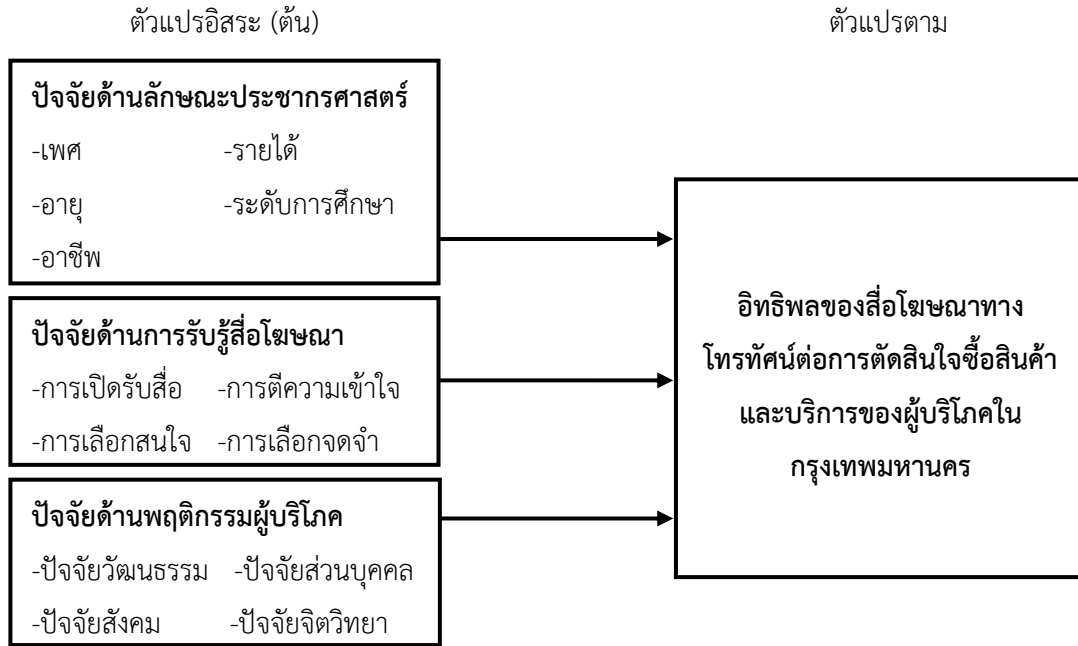 ตัวแปรอิสระ (ต้น) ตัวแปรตาม
ปัจจัยด้านลักษณะประชากรศาสตร์
-เพศ -รายได้
-อายุ -ระดับการศึกษา
-อาชีพ
ปัจจัยด้านการรับรู้สื่อโฆษณา
-การเปิดรับสื่อ -การตีความเข้าใจ
-การเลือกสนใจ -การเลือกจดจำ
ปัจจัยด้านพฤติกรรมผู้บริโภค
-ปัจจัยวัฒนธรรม -ปัจจัยส่วนบุคคล
-ปัจจัยสังคม -ปัจจัยจิตวิทยา
อิทธิพลของสื่อโฆษณาทาง
โทรทัศน์ต่อการตัดสินใจซื้อสินค้า
และบริการของผู้บริโภคใน
กรุงเทพมหานคร